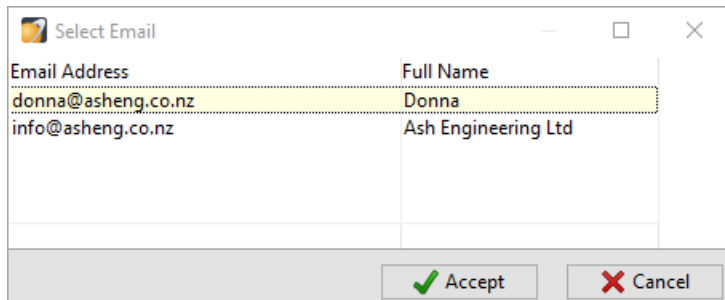 Select Email
Email Address Full Name
donna@asheng.co.nz Donna
info@asheng.co.nz Ash Engineering Ltd
Accept Cancel